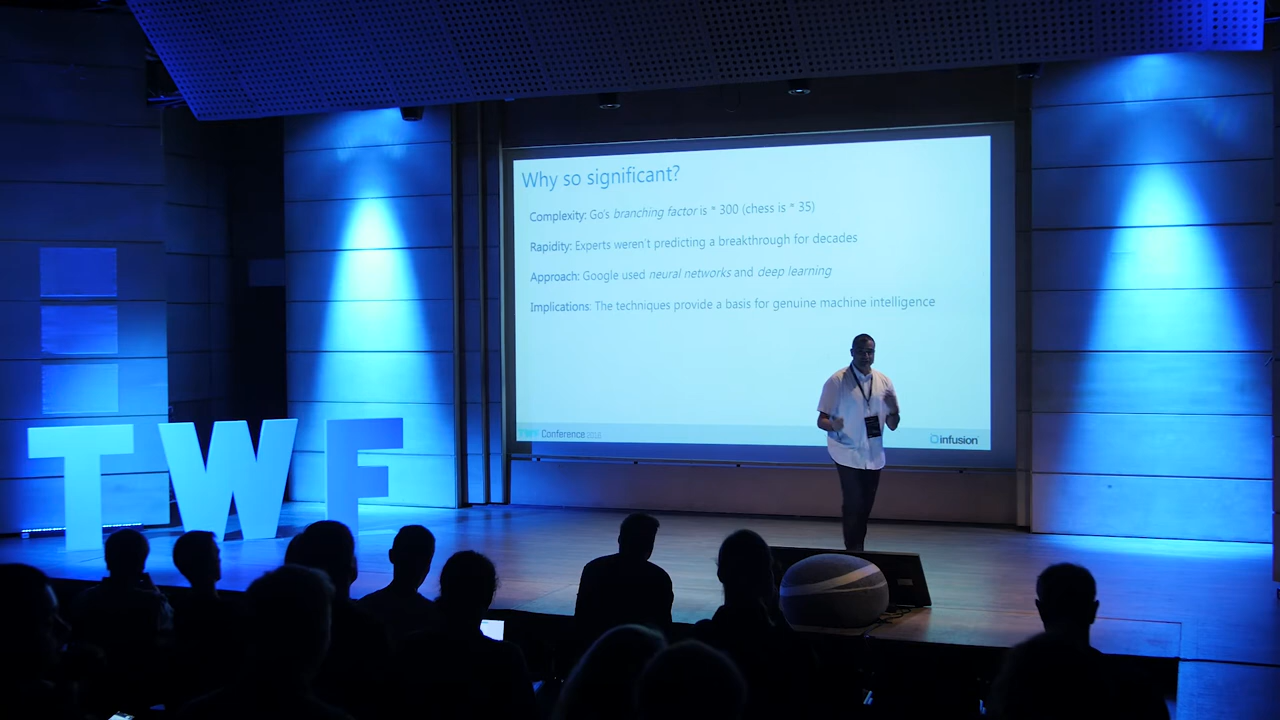 Why so significant?
Complexity: Go's branching factor is * 300 (chess is * 35)
Rapidity: Experts weren't predicting a breakthrough for decades
Approach: Google used neural networks and deep learning
Implications: The techniques provide a basis for genuine machine intelligence
TWF Conference 2016
infusion
TWF